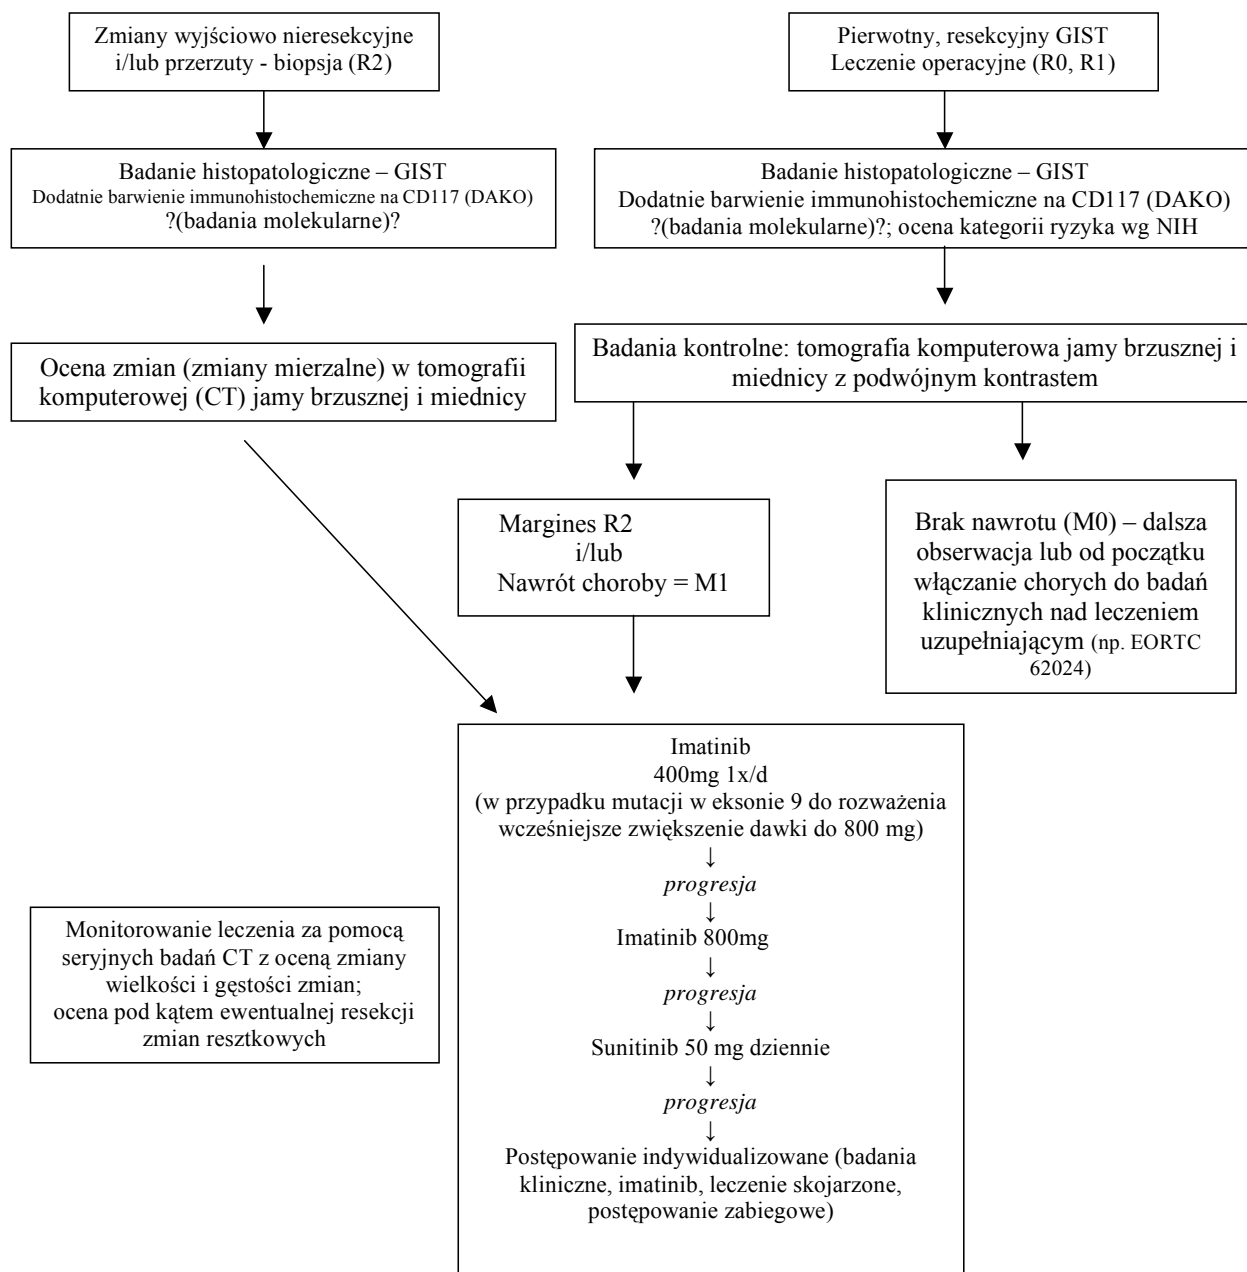 Zmiany wyjściowo nieresekcyjne
i/lub przerzuty - biopsja (R2)
Pierwotny, resekcyjny GIST
Leczenie operacyjne (R0, R1)
Badanie histopatologiczne – GIST
Dodatnie barwienie immunohistochemiczne na CD117 (DAKO)
?(badania molekularne)?
Badanie histopatologiczne – GIST
Dodatnie barwienie immunohistochemiczne na CD117 (DAKO)
?(badania molekularne)?; ocena kategorii ryzyka wg NIH
Ocena zmian (zmiany mierzalne) w tomografii
komputerowej (CT) jamy brzusznej i miednicy
Badania kontrolne: tomografia komputerowa jamy brzusznej i
miednicy z podwójnym kontrastem
Margines R2
i/lub
Nawrót choroby = M1
Brak nawrotu (M0) – dalsza
obserwacja lub od początku
włączanie chorych do badań
klinicznych nad leczeniem
uzupełniającym (np. EORTC
62024)
Imatinib
400mg 1x/d
(w przypadku mutacji w eksonie 9 do rozważenia
wcześniejsze zwiększenie dawki do 800 mg)
↓
progresja
↓
Imatinib 800mg
↓
progresja
↓
Sunitinib 50 mg dziennie
↓
progresja
↓
Postępowanie indywidualizowane (badania
kliniczne, imatinib, leczenie skojarzone,
postępowanie zabiegowe)
Monitorowanie leczenia za pomocą
seryjnych badań CT z oceną zmiany
wielkości i gęstości zmian;
ocena pod kątem ewentualnej resekcji
zmian resztkowych